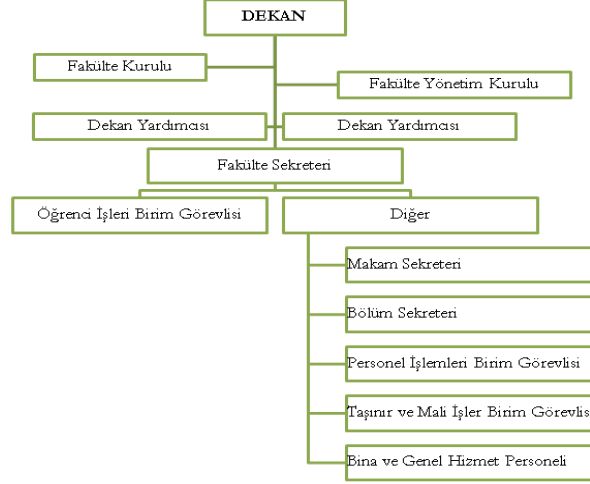 DEKAN
Fakülte Kurulu
Fakülte Yönetim Kurulu
Dekan Yardımcısı
Dekan Yardımcısı
Fakülte Sekreteri
Öğrenci İşleri Birim Görevlisi
Diğer
Makam Sekreteri
Bölüm Sekreteri
Personel İşlemleri Birim Görevlisi
Taşınır ve Mali İşler Birim Görevlis
Bina ve Genel Hizmet Personeli